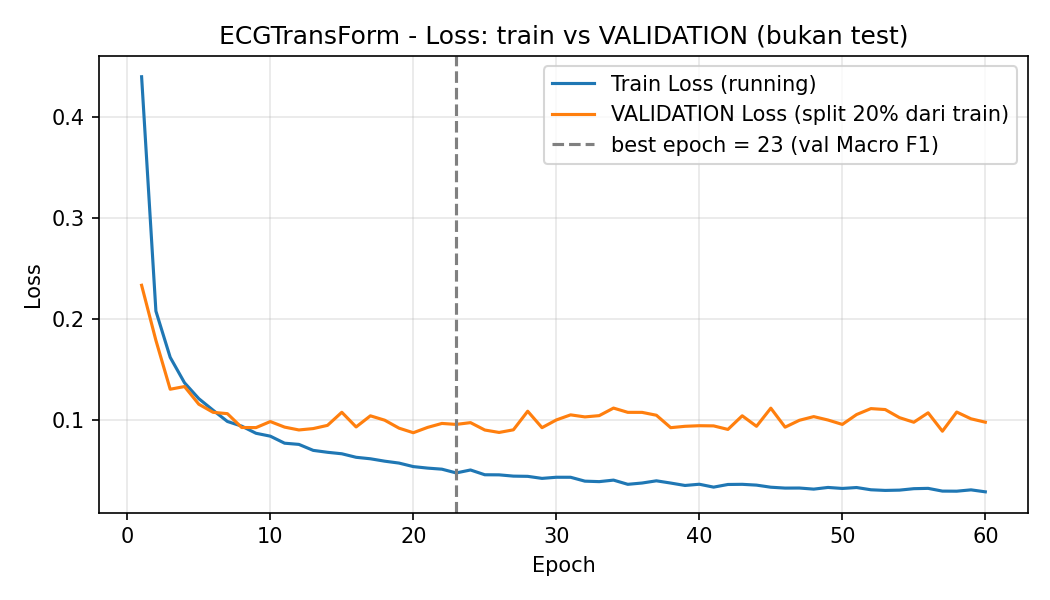 ECGTransForm - Loss: train vs VALIDATION (bukan test)
Train Loss (running)
VALIDATION Loss (split 20% dari train)
best epoch = 23 (val Macro F1)
Loss
0.4
0.3
0.2
0.1
0 10 20 30 40 50 60
Epoch